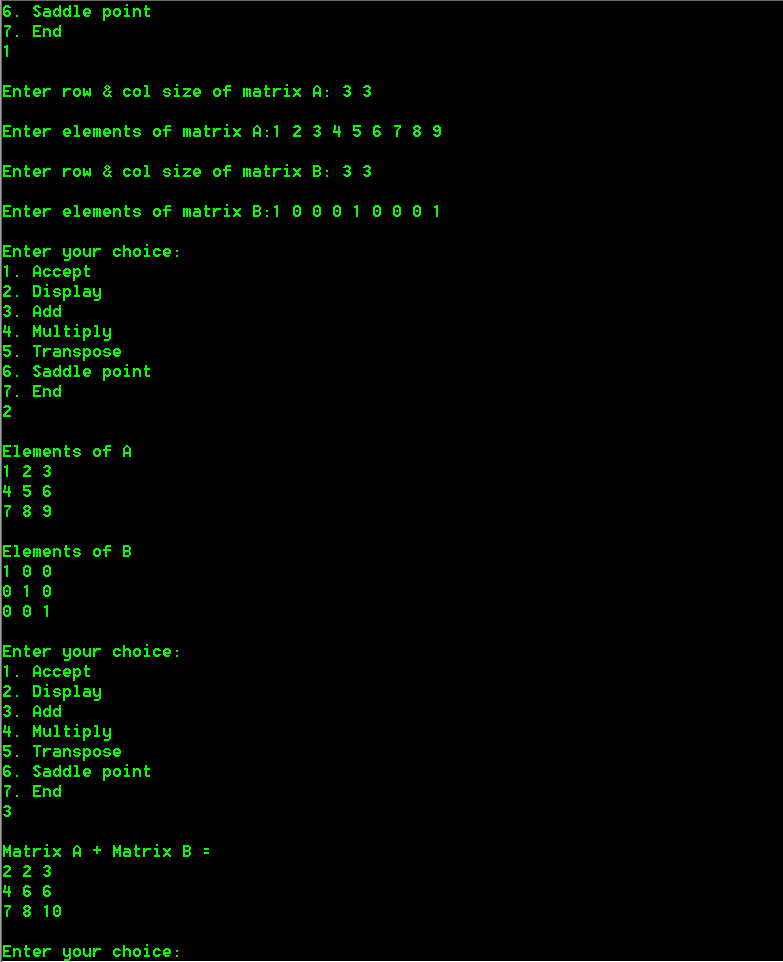 6. Saddle point
7. End
1
Enter row & col size of matrix A: 3 3
Enter elements of matrix A:1 2 3 4 5 6 7 8 9
Enter row & col size of matrix B: 3 3
Enter elements of matrix B:1 0 0 0 1 0 0 0 1
Enter your choice:
1. Accept
2. Display
3. Add
4. Multiply
5. Transpose
6. Saddle point
7. End
2
Elements of A
1 2 3
4 5 6
7 8 9
Elements of B
1 0 0
0 1 0
0 0 1
Enter your choice:
1. Accept
2. Display
3. Add
4. Multiply
5. Transpose
6. Saddle point
7. End
3
Matrix A + Matrix B =
2 2 3
4 6 6
7 8 10
Enter your choice: